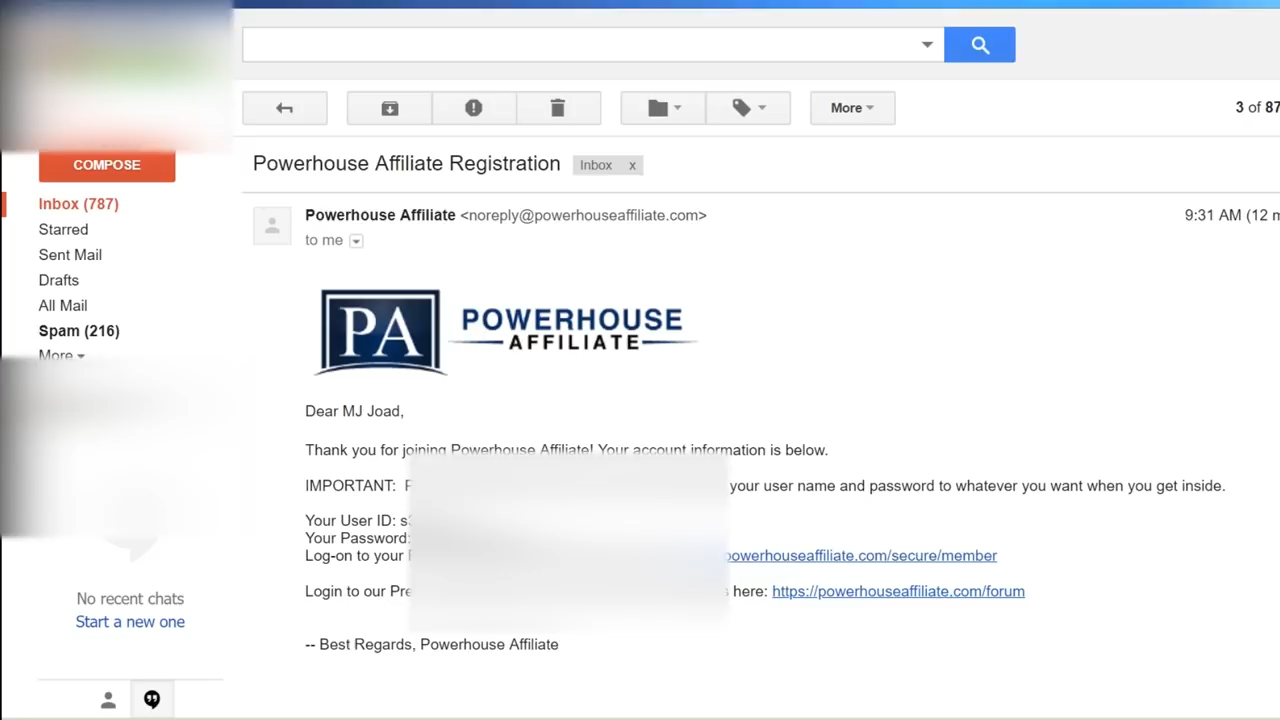 More
3 of 87
Powerhouse Affiliate Registration
Inbox x
COMPOSE
Inbox (787)
Starred
Sent Mail
Drafts
All Mail
Spam (216)
More
Powerhouse Affiliate <noreply@powerhouseaffiliate.com>
9:31 AM (12 m
to me
PA POWERHOUSE
AFFILIATE
Dear MJ Joad,
Thank you for joining Powerhouse Affiliate! Your account information is below.
IMPORTANT: your user name and password to whatever you want when you get inside.
Your User ID:
Your Password:
Log-on to your powerhouseaffiliate.com/secure/member
Login to our here: https://powerhouseaffiliate.com/forum
-- Best Regards, Powerhouse Affiliate
No recent chats
Start a new one